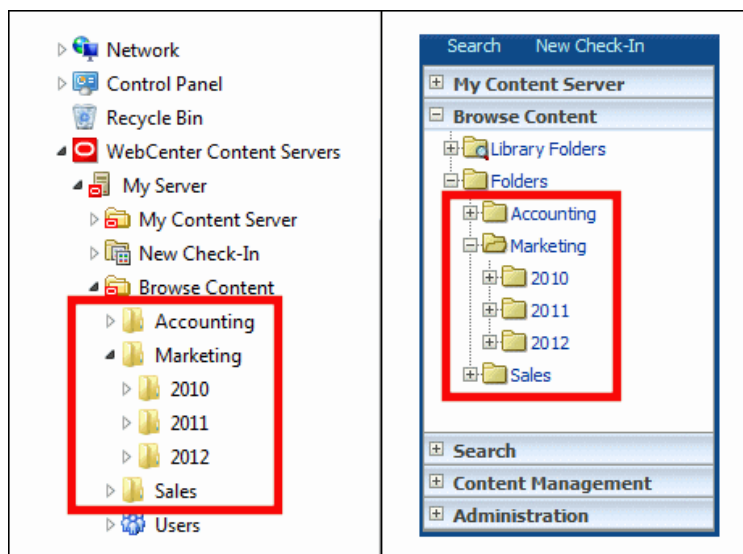 Network
Control Panel
Recycle Bin
WebCenter Content Servers
My Server
My Content Server
New Check-In
Browse Content
Accounting
Marketing
2010
2011
2012
Sales
Users
Search New Check-In
My Content Server
Browse Content
Library Folders
Folders
Accounting
Marketing
2010
2011
2012
Sales
Search
Content Management
Administration